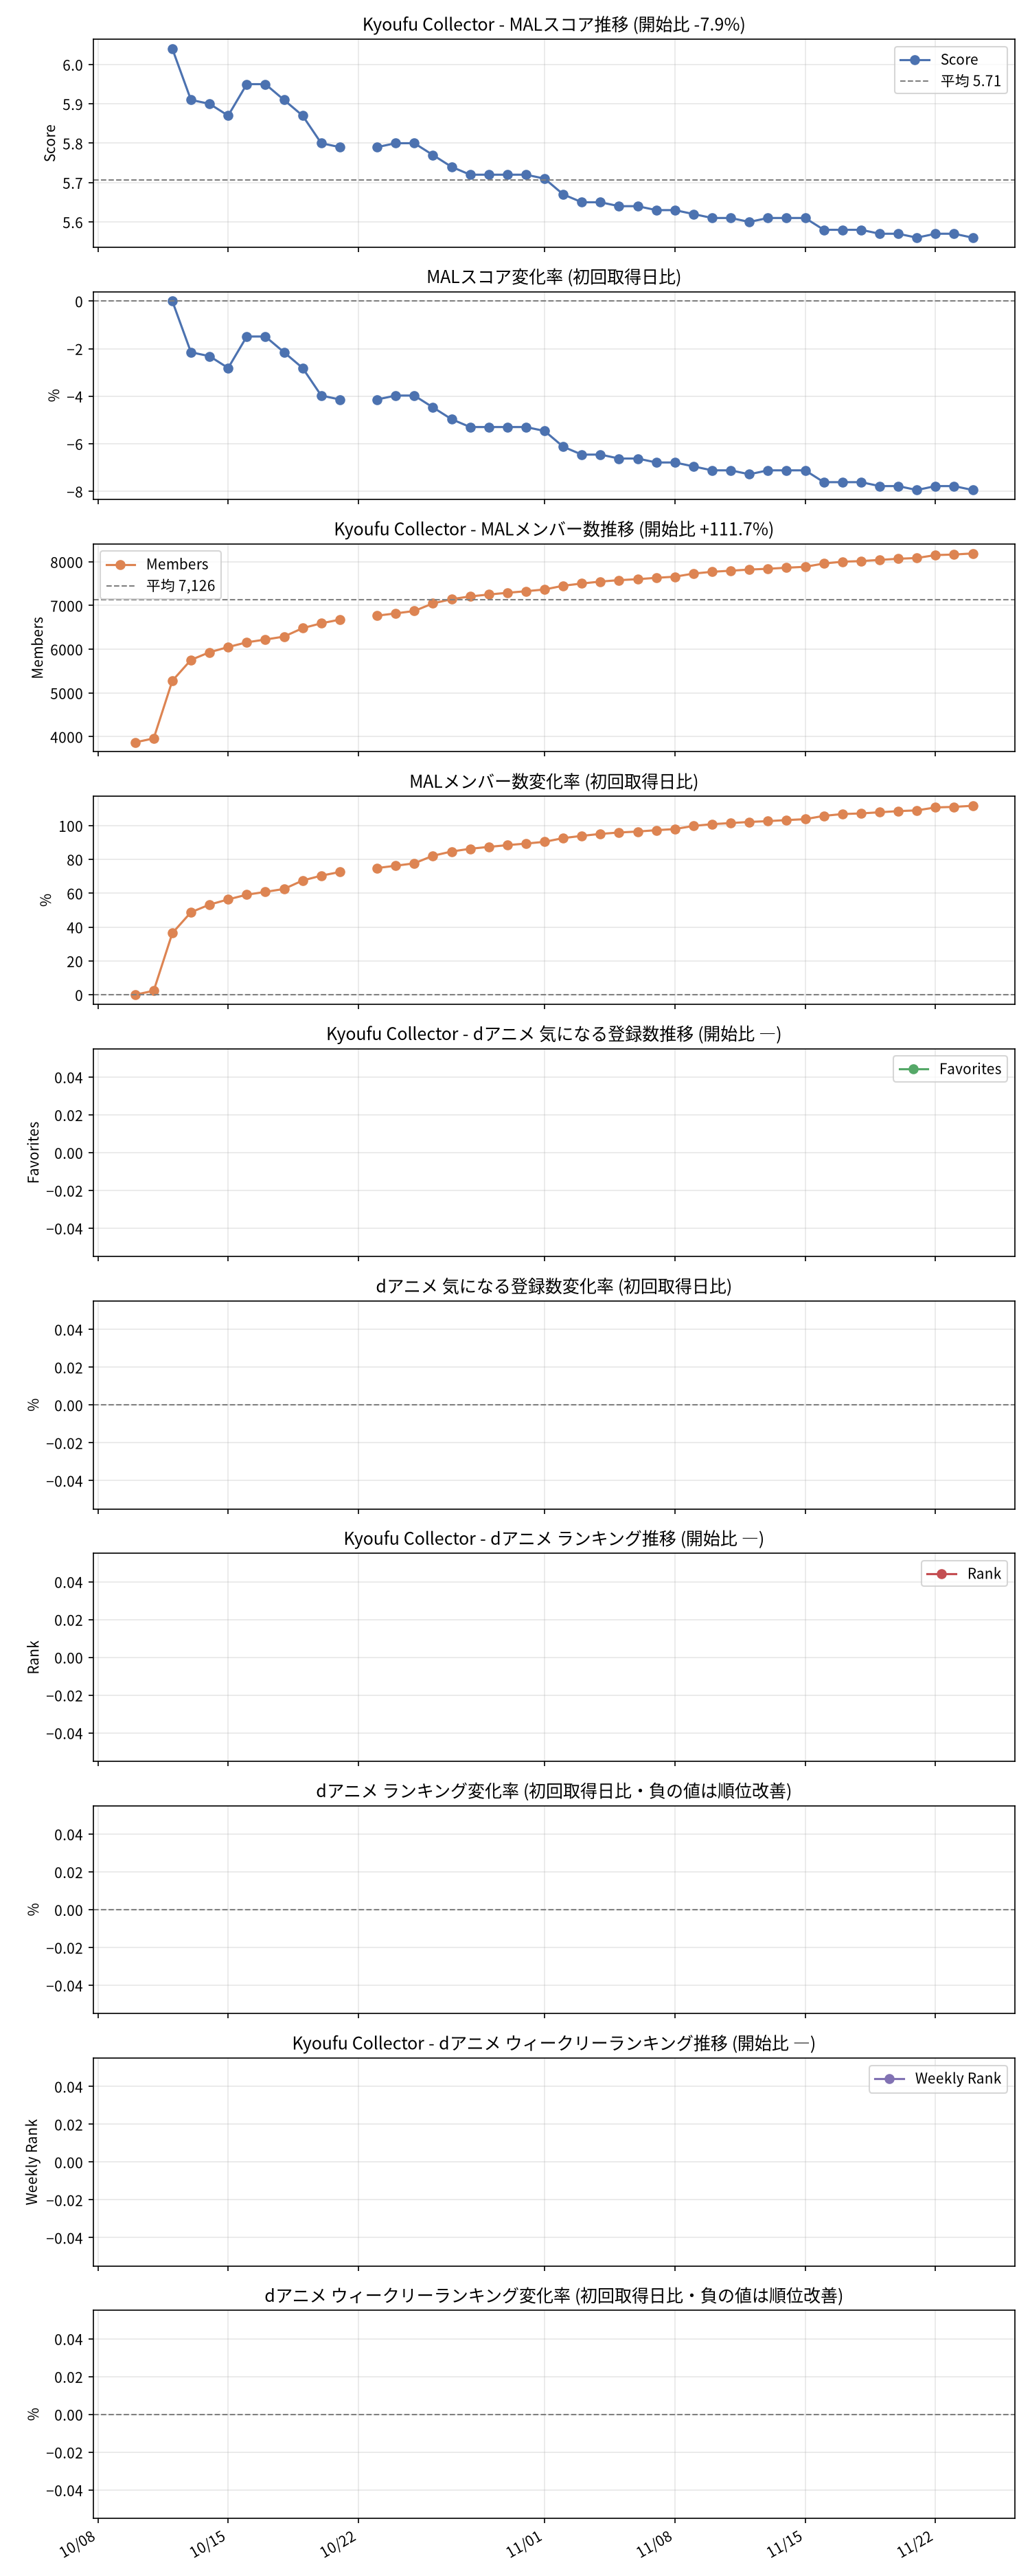 Kyoufu Collector - MALスコア推移 (開始比 -7.9%)
Score
6.0
5.9
5.8
5.7
5.6
Score
平均 5.71
MALスコア変化率 (初回取得日比)
%
0
−2
−4
−6
−8
Kyoufu Collector - MALメンバー数推移 (開始比 +111.7%)
Members
8000
7000
6000
5000
4000
Members
平均 7,126
MALメンバー数変化率 (初回取得日比)
%
100
80
60
40
20
0
Kyoufu Collector - dアニメ 気になる登録数推移 (開始比 —)
Favorites
0.04
0.02
0.00
−0.02
−0.04
Favorites
dアニメ 気になる登録数変化率 (初回取得日比)
%
0.04
0.02
0.00
−0.02
−0.04
Kyoufu Collector - dアニメ ランキング推移 (開始比 —)
Rank
0.04
0.02
0.00
−0.02
−0.04
Rank
dアニメ ランキング変化率 (初回取得日比・負の値は順位改善)
%
0.04
0.02
0.00
−0.02
−0.04
Kyoufu Collector - dアニメ ウィークリーランキング推移 (開始比 —)
Weekly Rank
0.04
0.02
0.00
−0.02
−0.04
Weekly Rank
dアニメ ウィークリーランキング変化率 (初回取得日比・負の値は順位改善)
%
0.04
0.02
0.00
−0.02
−0.04
10/08
10/15
10/22
11/01
11/08
11/15
11/22